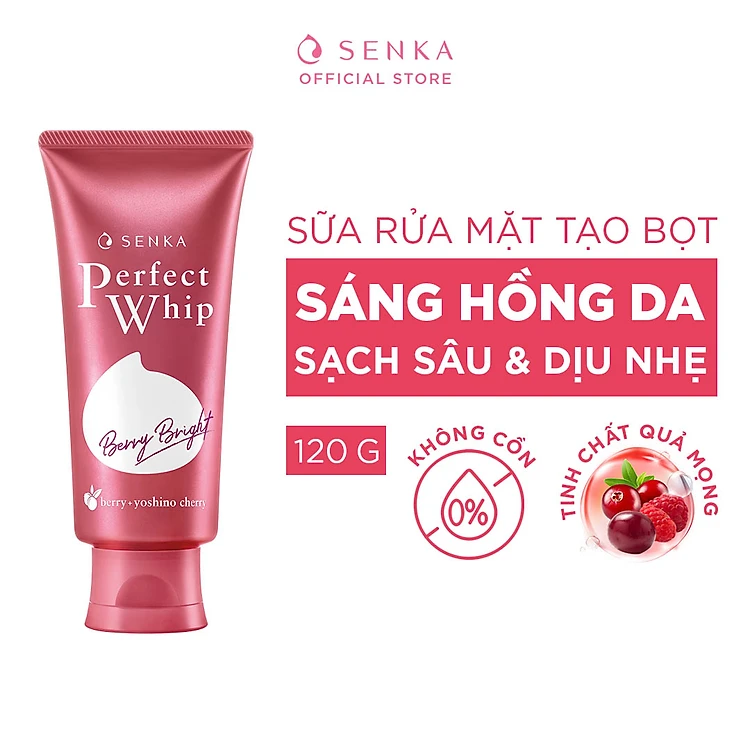 SENKA
OFFICIAL STORE
SENKA
Perfect
Whip
Berry Bright
berry+yoshino cherry
SỮA RỬA MẶT TẠO BỌT
SÁNG HỒNG DA
SẠCH SÂU & DỊU NHẸ
120 G
KHÔNG CỒN
0%
TINH CHẤT QUẢ MỌNG